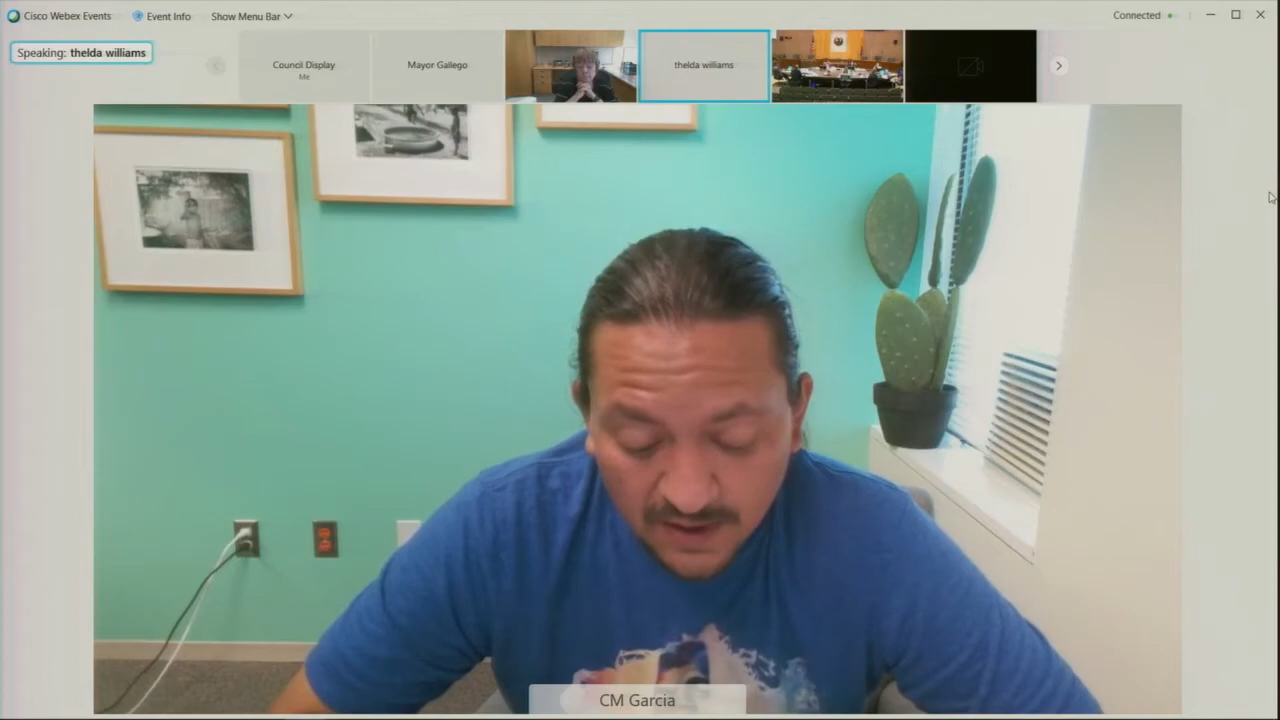 Cisco Webex Events
Event Info
Show Menu Bar
Connected
Speaking: thelda williams
Council Display
Me
Mayor Gallego
thelda williams
CM Garcia